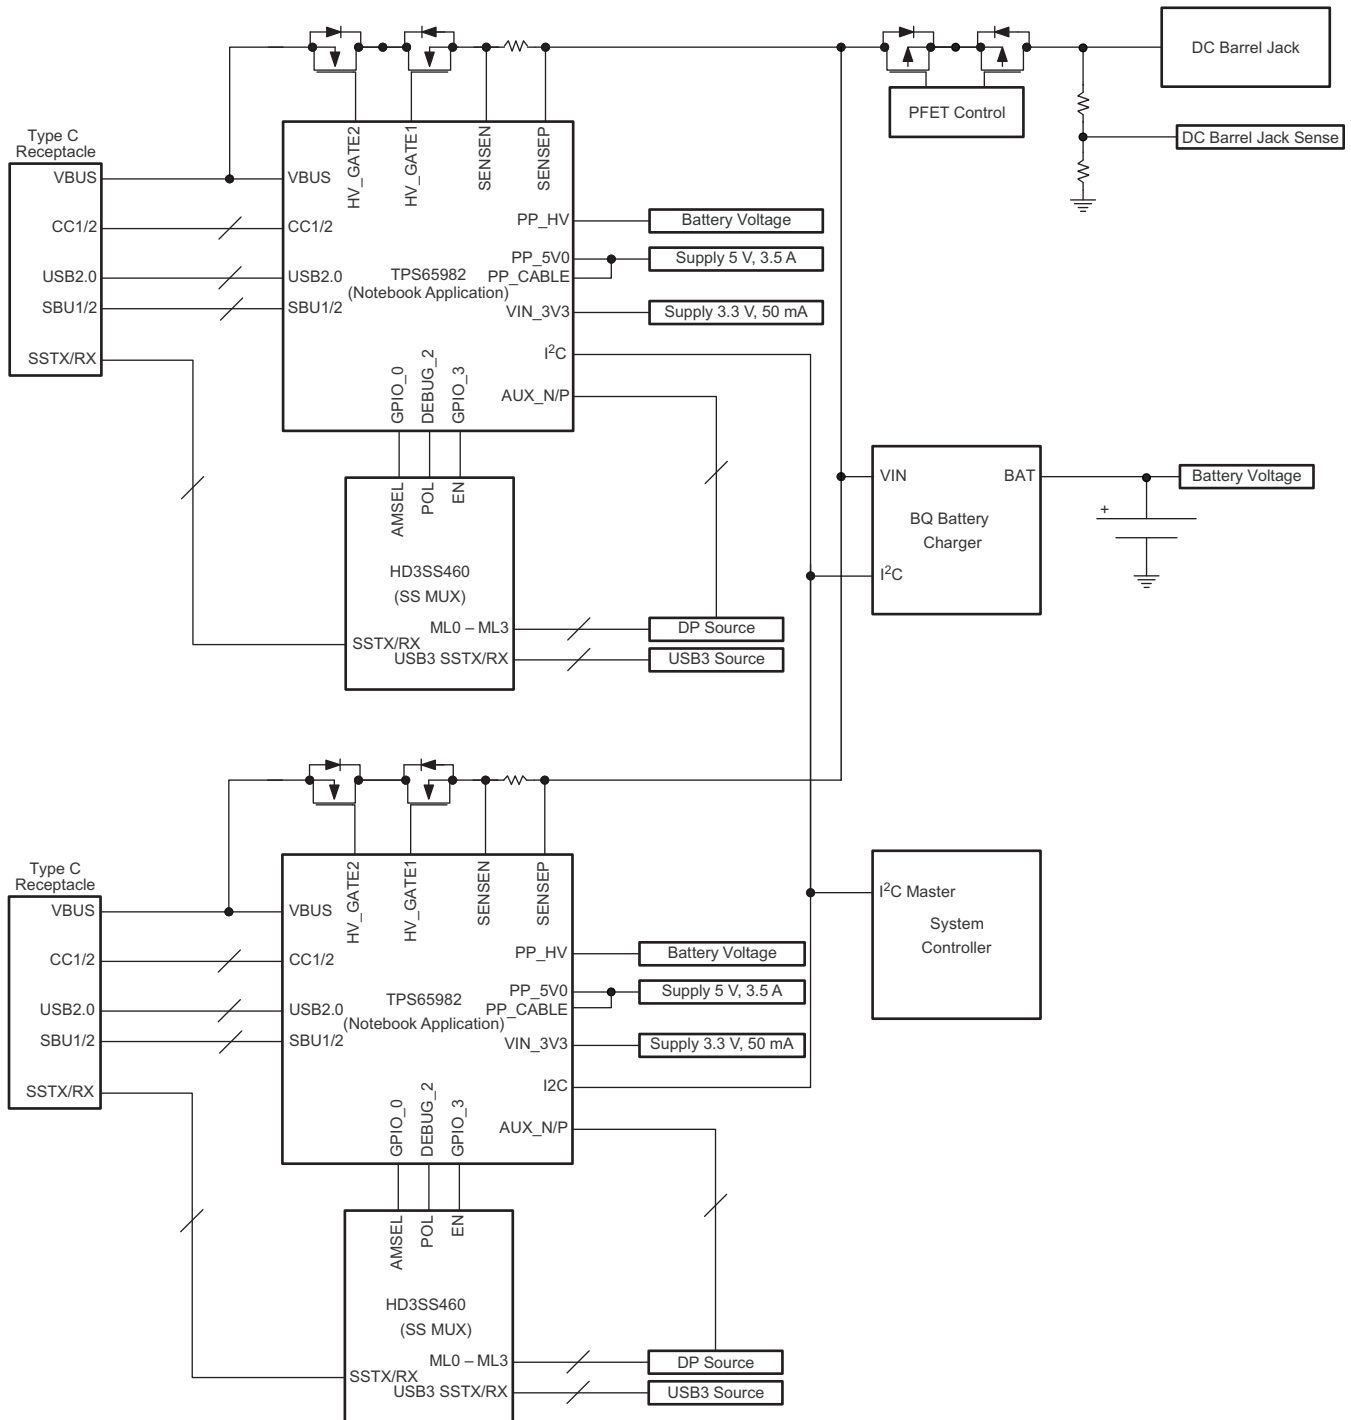 DC Barrel Jack
PFET Control
DC Barrel Jack Sense
Type C
Receptacle
VBUS
CC1/2
USB2.0
SBU1/2
SSTX/RX
HV_GATE2
HV_GATE1
SENSEN
SENSEP
VBUS
CC1/2
USB2.0
SBU1/2
TPS65982
(Notebook Application)
PP_HV
PP_5V0
PP_CABLE
VIN_3V3
I²C
AUX_N/P
GPIO_0
DEBUG_2
GPIO_3
Battery Voltage
Supply 5 V, 3.5 A
Supply 3.3 V, 50 mA
AMSEL
POL
EN
HD3SS460
(SS MUX)
ML0 – ML3
SSTX/RX
USB3 SSTX/RX
DP Source
USB3 Source
VIN
BAT
BQ Battery
Charger
I²C
Battery Voltage
+
Type C
Receptacle
VBUS
CC1/2
USB2.0
SBU1/2
SSTX/RX
HV_GATE2
HV_GATE1
SENSEN
SENSEP
VBUS
CC1/2
USB2.0
SBU1/2
TPS65982
(Notebook Application)
PP_HV
PP_5V0
PP_CABLE
VIN_3V3
I2C
AUX_N/P
GPIO_0
DEBUG_2
GPIO_3
Battery Voltage
Supply 5 V, 3.5 A
Supply 3.3 V, 50 mA
I²C Master
System
Controller
AMSEL
POL
EN
HD3SS460
(SS MUX)
ML0 – ML3
SSTX/RX
USB3 SSTX/RX
DP Source
USB3 Source